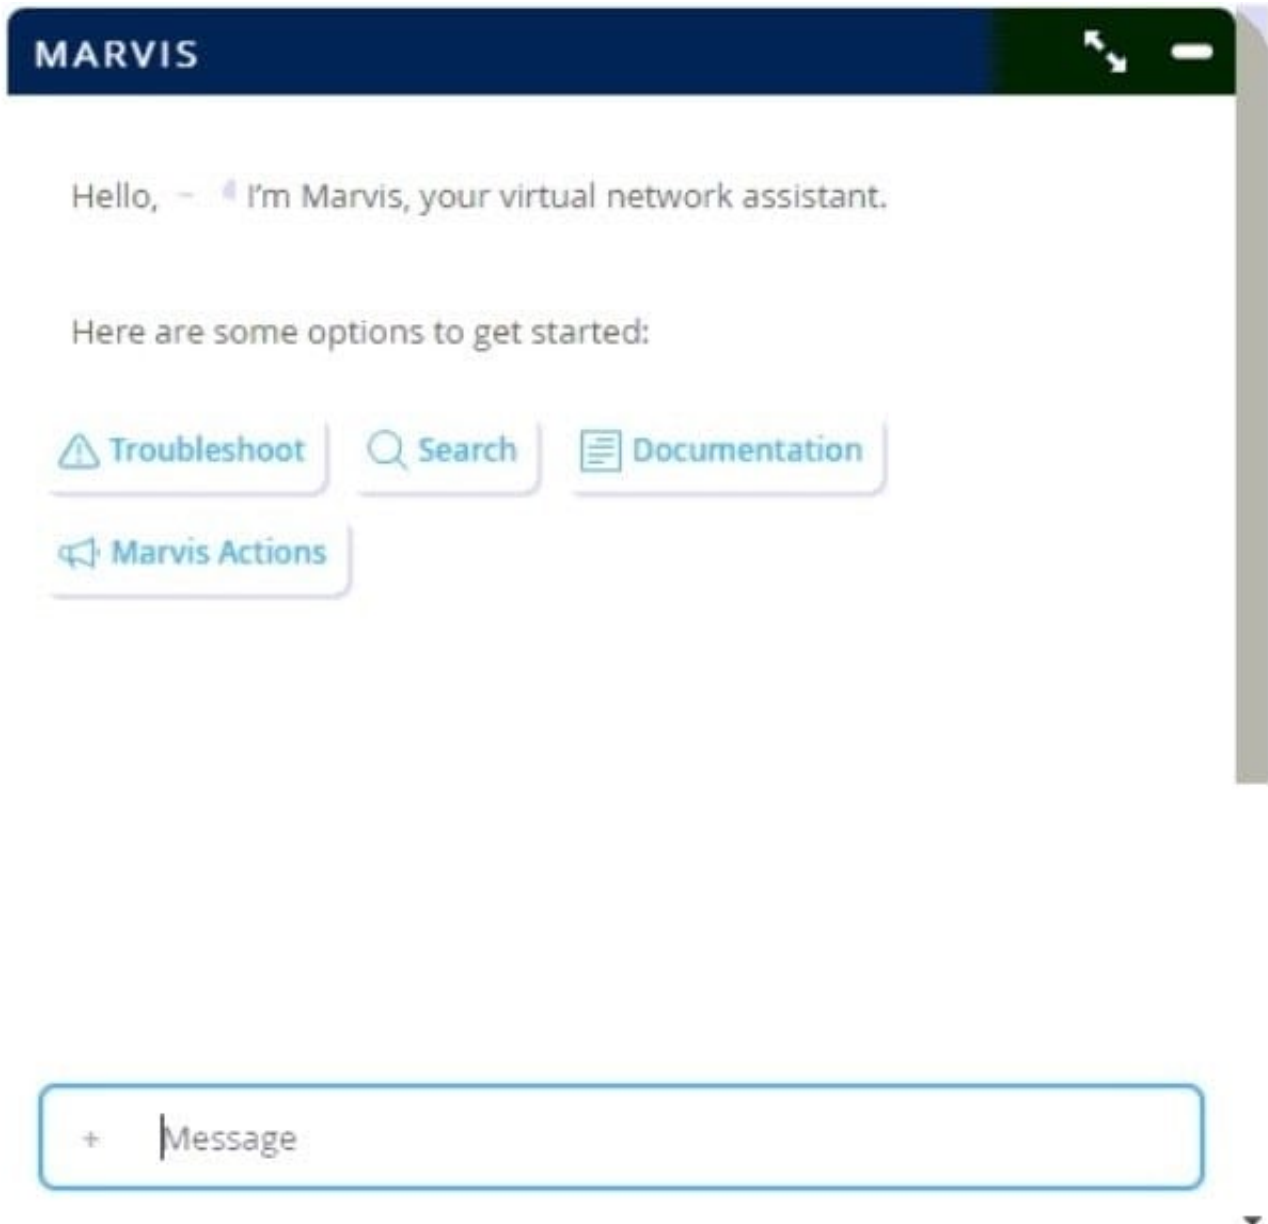 MARVIS
Hello, I'm Marvis, your virtual network assistant.
Here are some options to get started:
Troubleshoot Search Documentation
Marvis Actions
+ Message